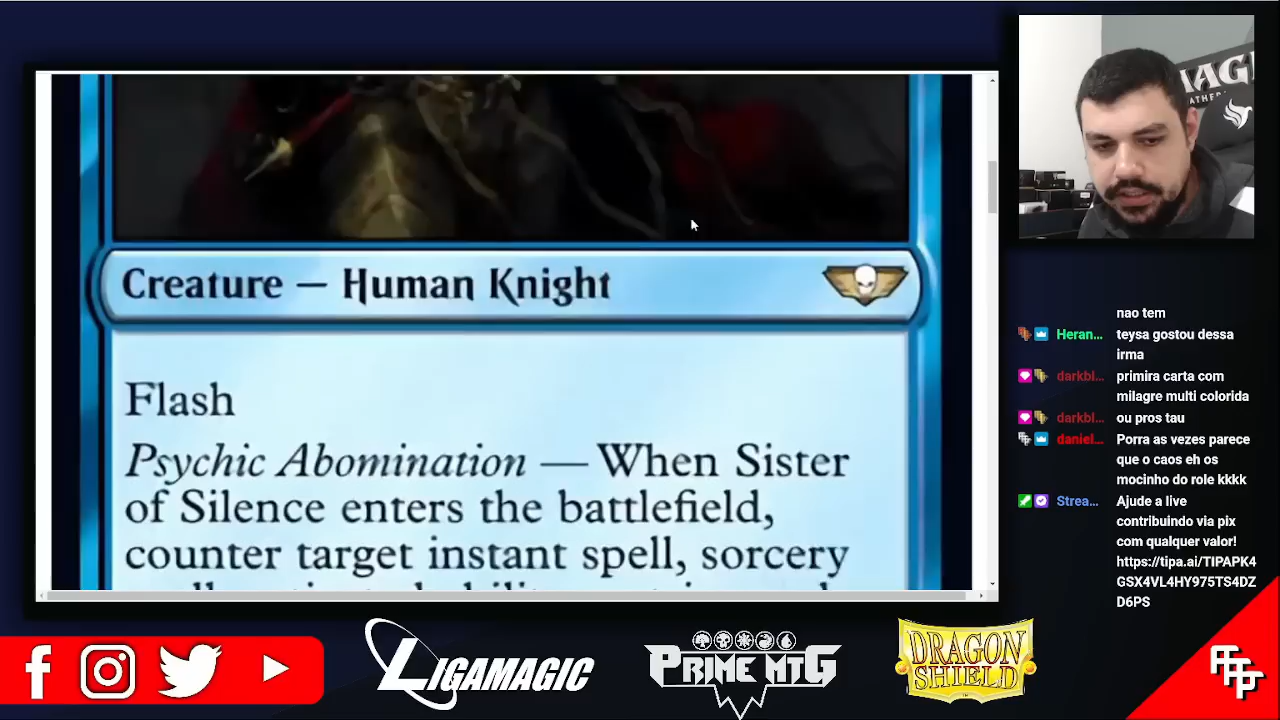 Creature — Human Knight
Flash
Psychic Abomination — When Sister
of Silence enters the battlefield,
counter target instant spell, sorcery
nao tem
Heran... teysa gostou dessa
irma
darkbl... primira carta com
milagre multi colorida
darkbl... ou pros tau
daniel... Porra as vezes parece
que o caos eh os
mocinho do role kkkk
Strea... Ajude a live
contribuindo via pix
com qualquer valor!
https://tipa.ai/TIPAPK4
GSX4VL4HY975TS4DZ
D6PS
LIGAMAGIC
PRIME MTG
DRAGON
SHIELD